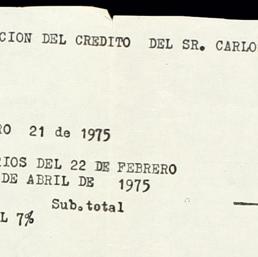 CION DEL CREDITO DEL SR. CARLO
RO 21 de 1975
RIOS DEL 22 DE FEBRERO
DE ABRIL DE 1975
Sub.total
L 7%